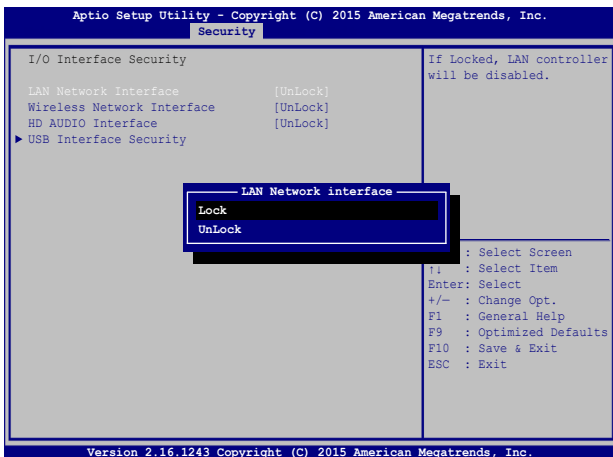 Aptio Setup Utility - Copyright (C) 2015 American Megatrends, Inc.
Security
I/O Interface Security
LAN Network Interface [UnLock]
Wireless Network Interface [UnLock]
HD AUDIO Interface [UnLock]
USB Interface Security
If Locked, LAN controller
will be disabled.
LAN Network interface
Lock
UnLock
: Select Screen
↑↓ : Select Item
Enter: Select
+/— : Change Opt.
F1 : General Help
F9 : Optimized Defaults
F10 : Save & Exit
ESC : Exit
Version 2.16.1243 Copyright (C) 2015 American Megatrends, Inc.